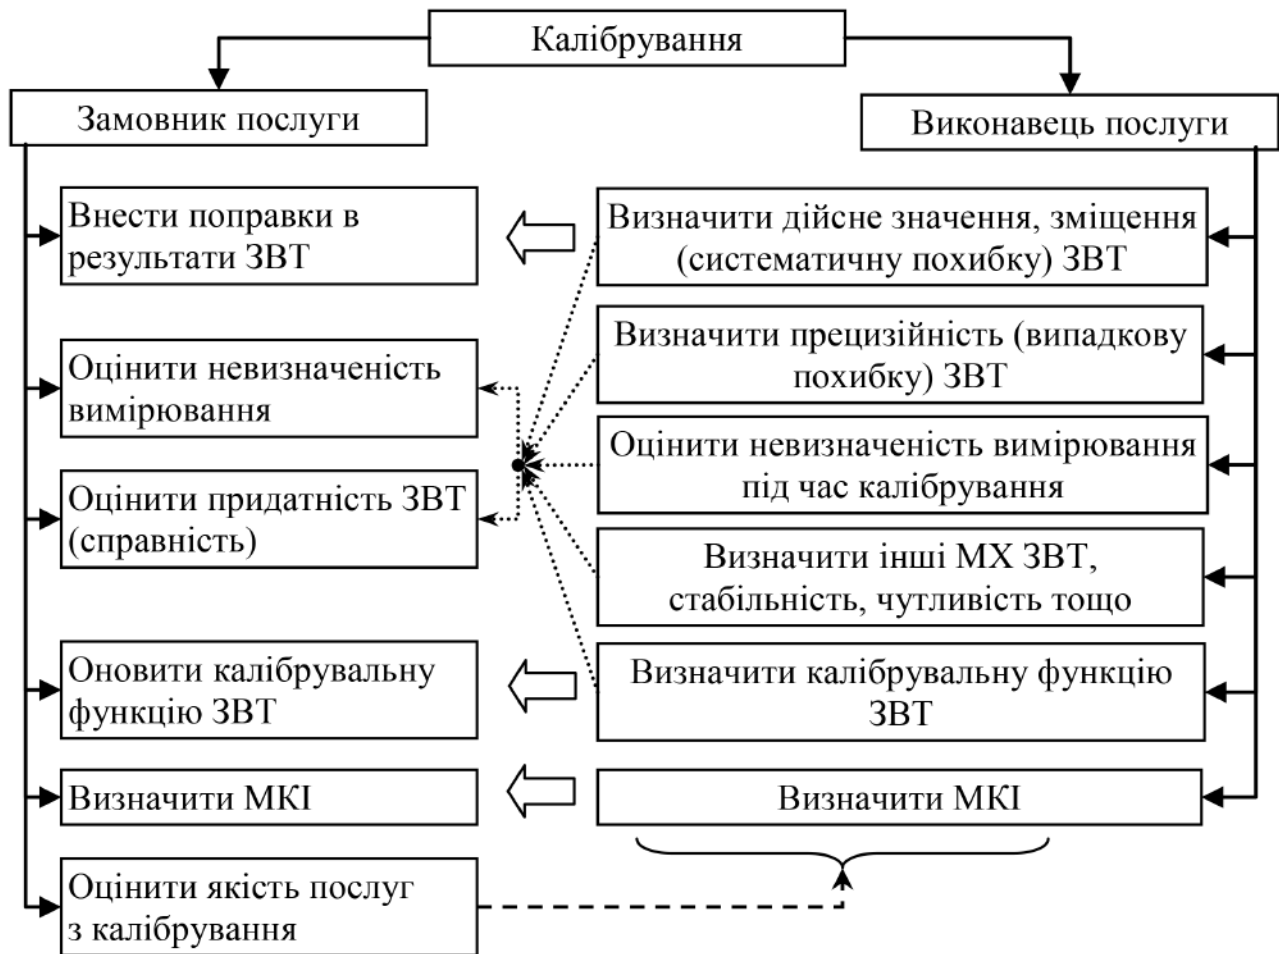 Калібрування
Замовник послуги
Виконавець послуги
Внести поправки в
результати ЗВТ
Визначити дійсне значення, зміщення
(систематичну похибку) ЗВТ
Оцінити невизначеність
вимірювання
Визначити прецизійність (випадкову
похибку) ЗВТ
Оцінити придатність ЗВТ
(справність)
Оцінити невизначеність вимірювання
під час калібрування
Визначити інші МХ ЗВТ,
стабільність, чутливість тощо
Оновити калібрувальну
функцію ЗВТ
Визначити калібрувальну функцію
ЗВТ
Визначити МКІ
Визначити МКІ
Оцінити якість послуг
з калібрування